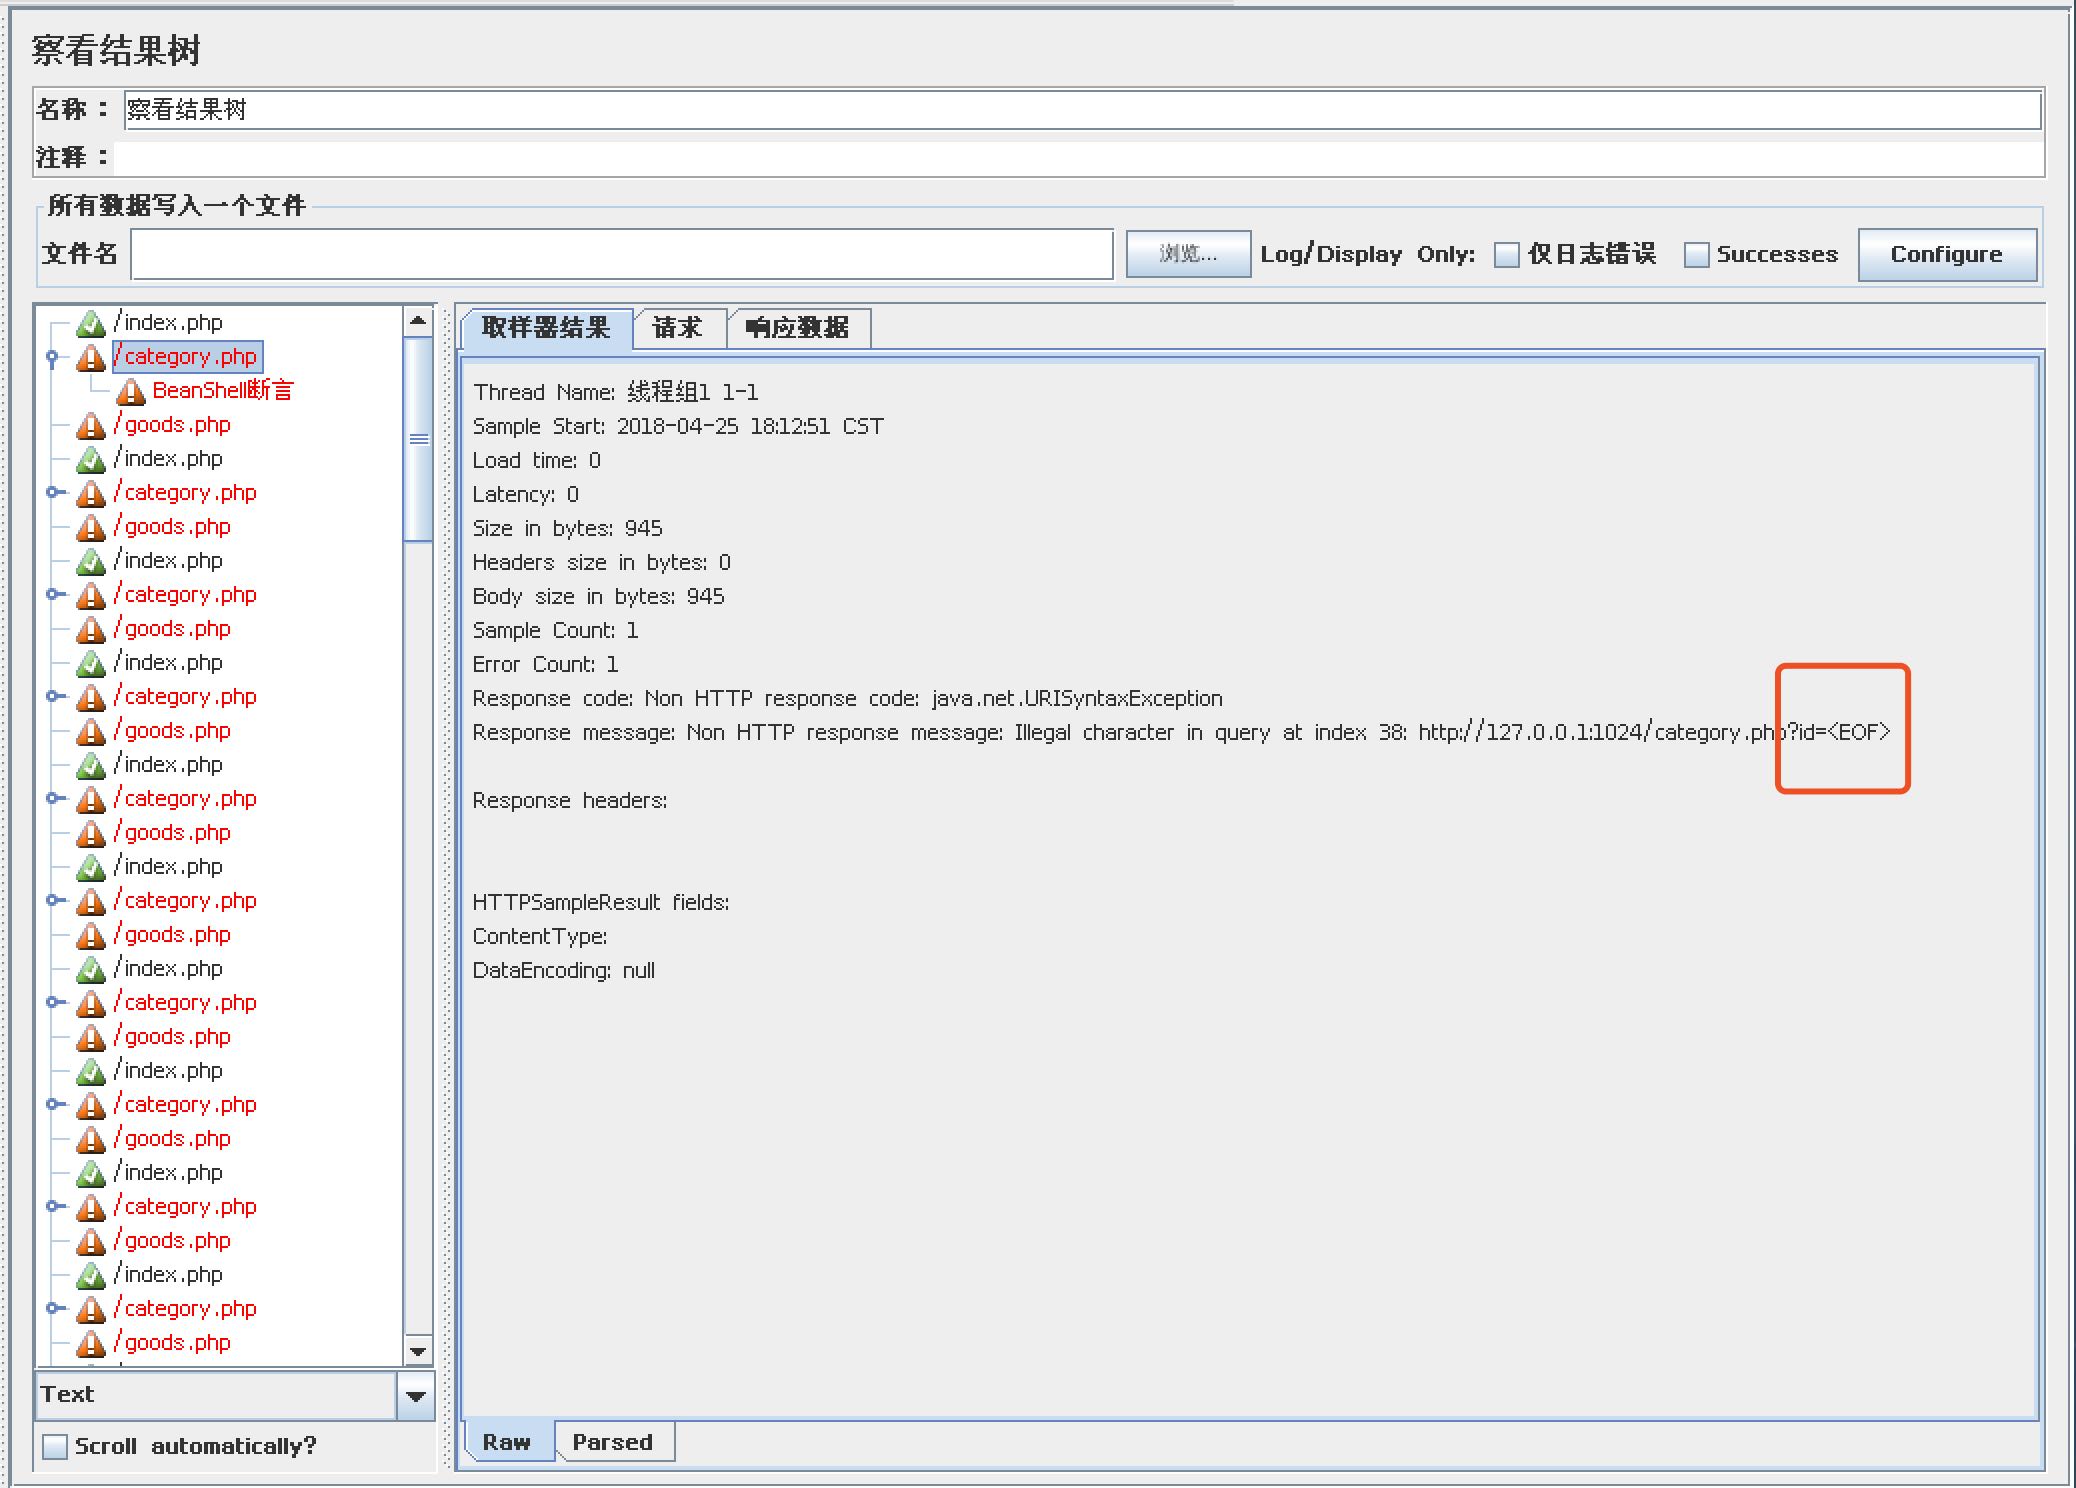 察看结果树
名称： 察看结果树
注释：
所有数据写入一个文件
文件名 浏览... Log/Display Only: 仅日志错误 Successes Configure
/index.php
/category.php
BeanShell断言
/goods.php
/index.php
/category.php
/goods.php
/index.php
/category.php
/goods.php
/index.php
/category.php
/goods.php
/index.php
/category.php
/goods.php
/index.php
/category.php
/goods.php
/index.php
/category.php
/goods.php
/index.php
/category.php
/goods.php
/index.php
/category.php
/goods.php
/index.php
/category.php
/goods.php
Text
Scroll automatically?
取样器结果 请求 响应数据
Thread Name: 线程组1 1-1
Sample Start: 2018-04-25 18:12:51 CST
Load time: 0
Latency: 0
Size in bytes: 945
Headers size in bytes: 0
Body size in bytes: 945
Sample Count: 1
Error Count: 1
Response code: Non HTTP response code: java.net.URISyntaxException
Response message: Non HTTP response message: Illegal character in query at index 38: http://127.0.0.1:1024/category.php?id=<EOF>
Response headers:
HTTPSampleResult fields:
ContentType:
DataEncoding: null
Raw Parsed